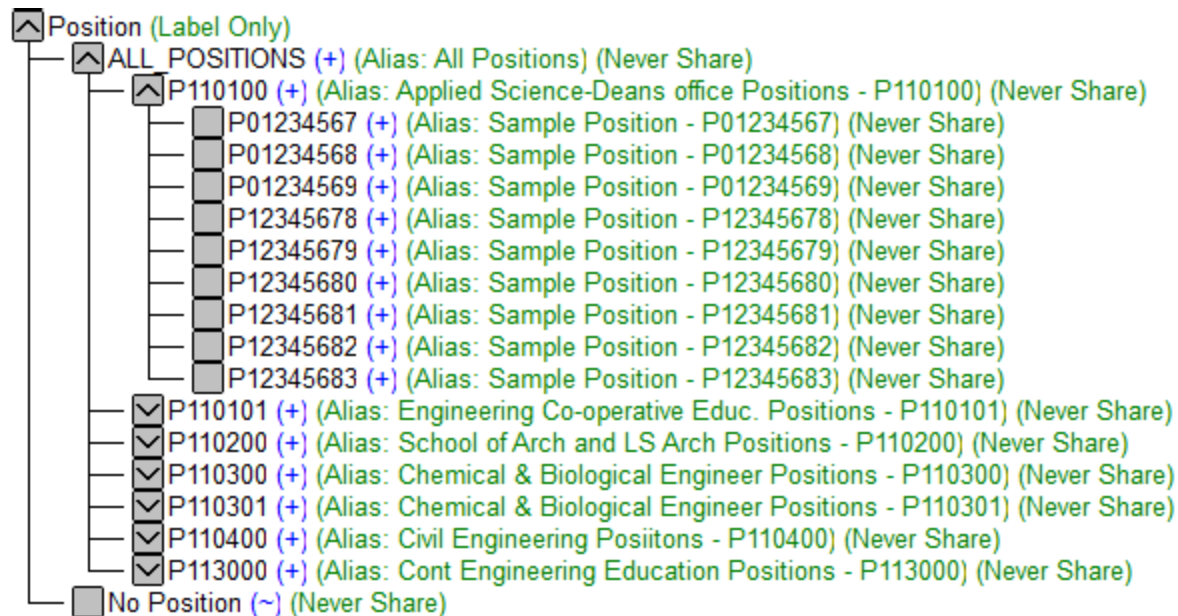 Position (Label Only)
ALL_POSITIONS (+) (Alias: All Positions) (Never Share)
P110100 (+) (Alias: Applied Science-Deans office Positions - P110100) (Never Share)
P01234567 (+) (Alias: Sample Position - P01234567) (Never Share)
P01234568 (+) (Alias: Sample Position - P01234568) (Never Share)
P01234569 (+) (Alias: Sample Position - P01234569) (Never Share)
P12345678 (+) (Alias: Sample Position - P12345678) (Never Share)
P12345679 (+) (Alias: Sample Position - P12345679) (Never Share)
P12345680 (+) (Alias: Sample Position - P12345680) (Never Share)
P12345681 (+) (Alias: Sample Position - P12345681) (Never Share)
P12345682 (+) (Alias: Sample Position - P12345682) (Never Share)
P12345683 (+) (Alias: Sample Position - P12345683) (Never Share)
P110101 (+) (Alias: Engineering Co-operative Educ. Positions - P110101) (Never Share)
P110200 (+) (Alias: School of Arch and LS Arch Positions - P110200) (Never Share)
P110300 (+) (Alias: Chemical & Biological Engineer Positions - P110300) (Never Share)
P110301 (+) (Alias: Chemical & Biological Engineer Positions - P110301) (Never Share)
P110400 (+) (Alias: Civil Engineering Posiitons - P110400) (Never Share)
P113000 (+) (Alias: Cont Engineering Education Positions - P113000) (Never Share)
No Position (~) (Never Share)